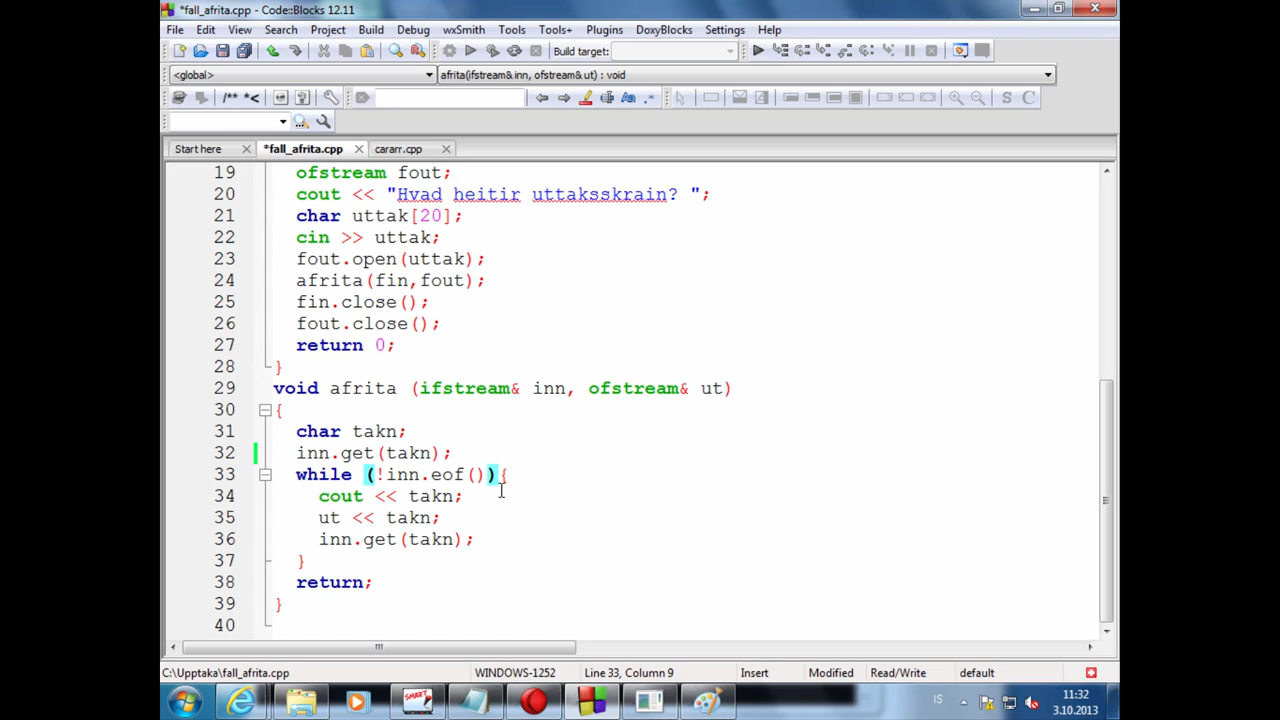 *fall_afrita.cpp - Code::Blocks 12.11
File Edit View Search Project Build Debug wxSmith Tools Tools+ Plugins DoxyBlocks Settings Help
Build target:
<global> afrita(ifstream& inn, ofstream& ut) : void
/** *<
Start here *fall_afrita.cpp cararr.cpp
19 ofstream fout;
20 cout << "Hvad heitir uttaksskrain? ";
21 char uttak[20];
22 cin >> uttak;
23 fout.open(uttak);
24 afrita(fin,fout);
25 fin.close();
26 fout.close();
27 return 0;
28 }
29 void afrita (ifstream& inn, ofstream& ut)
30 {
31 char takn;
32 inn.get(takn);
33 while (!inn.eof()){
34 cout << takn;
35 ut << takn;
36 inn.get(takn);
37 }
38 return;
39 }
40
C:\Upptaka\fall_afrita.cpp WINDOWS-1252 Line 33, Column 9 Insert Modified Read/Write default
IS 11:32
3.10.2013